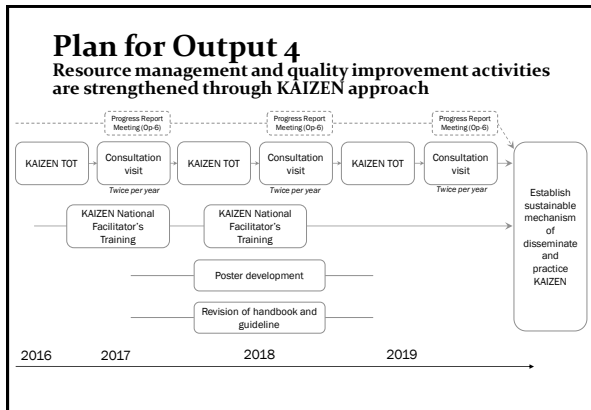 Plan for Output 4
Resource management and quality improvement activities
are strengthened through KAIZEN approach
Progress Report
Meeting (Op-6)
Progress Report
Meeting (Op-6)
Progress Report
Meeting (Op-6)
KAIZEN TOT
Consultation
visit
KAIZEN TOT
Consultation
visit
KAIZEN TOT
Consultation
visit
Twice per year
Twice per year
Twice per year
KAIZEN National
Facilitator's
Training
KAIZEN National
Facilitator's
Training
Poster development
Revision of handbook and
guideline
Establish
sustainable
mechanism
of
disseminate
and
practice
KAIZEN
2016
2017
2018
2019